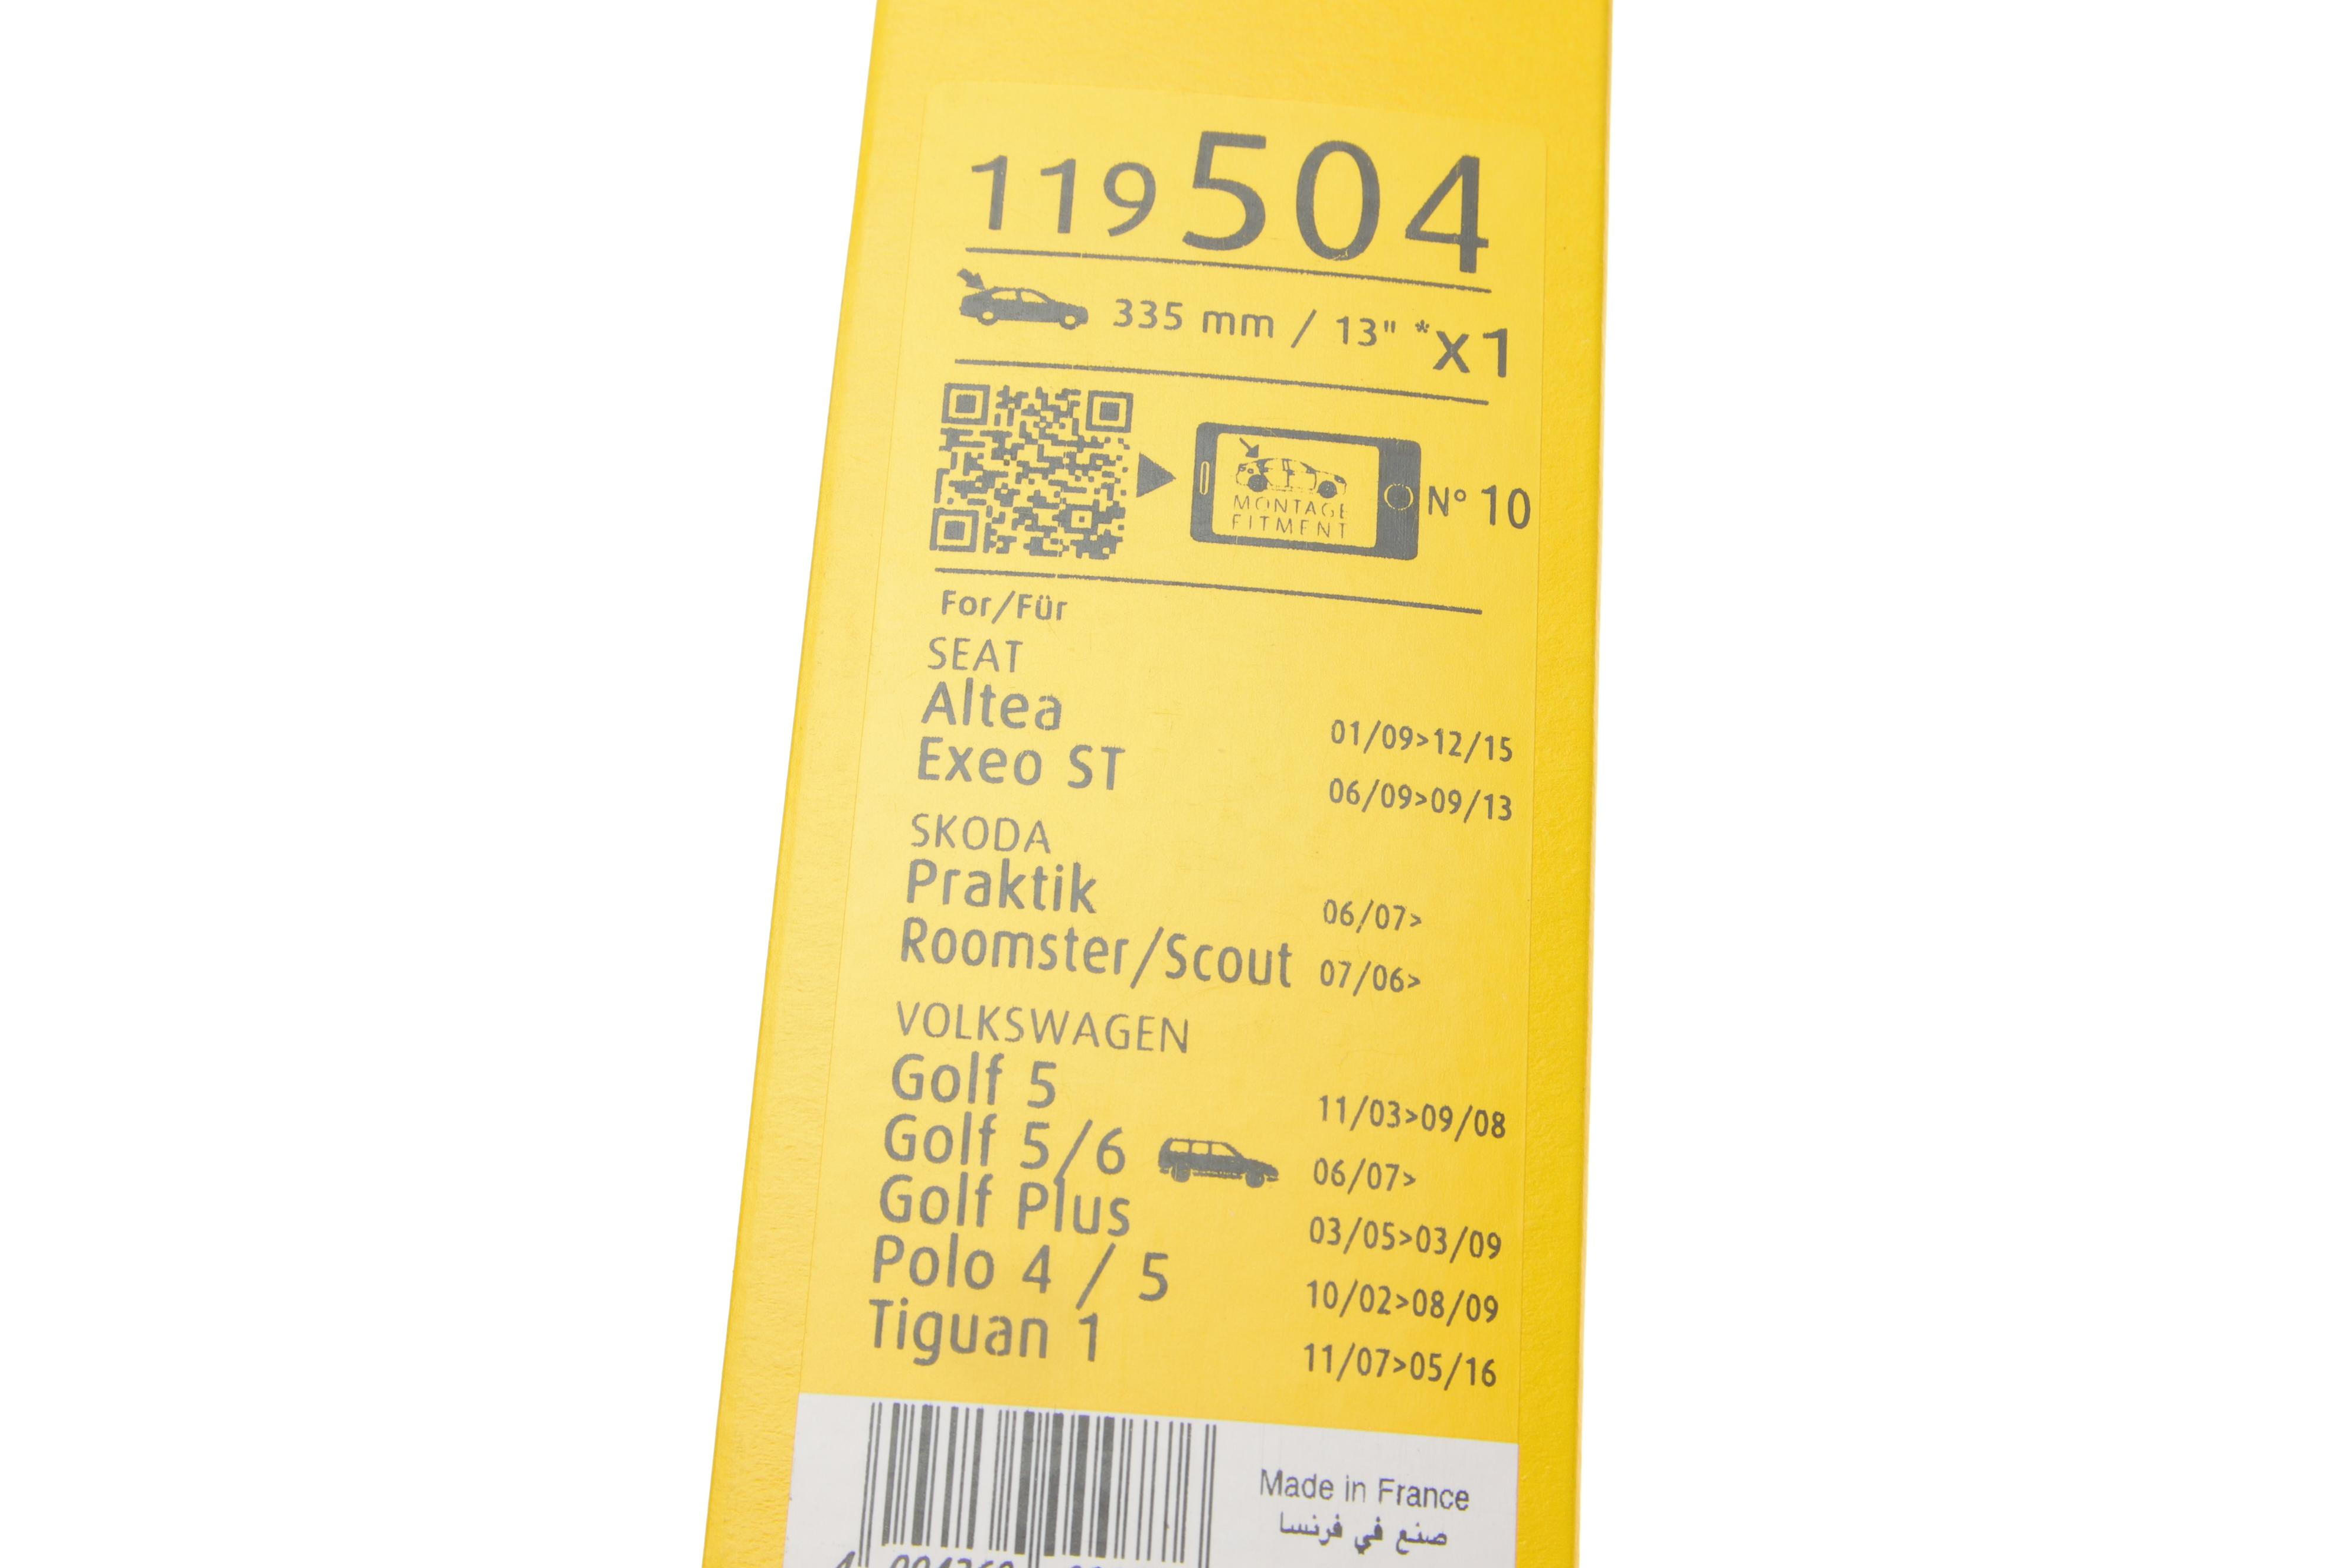 119 504
335 mm / 13" *x1
MONTAGE
FITMENT
N° 10
For/Für
SEAT
Altea 01/09>12/15
Exeo ST 06/09>09/13
SKODA
Praktik 06/07>
Roomster/Scout 07/06>
VOLKSWAGEN
Golf 5 11/03>09/08
Golf 5/6 06/07>
Golf Plus 03/05>03/09
Polo 4 / 5 10/02>08/09
Tiguan 1 11/07>05/16
Made in France
صنع في فرنسا